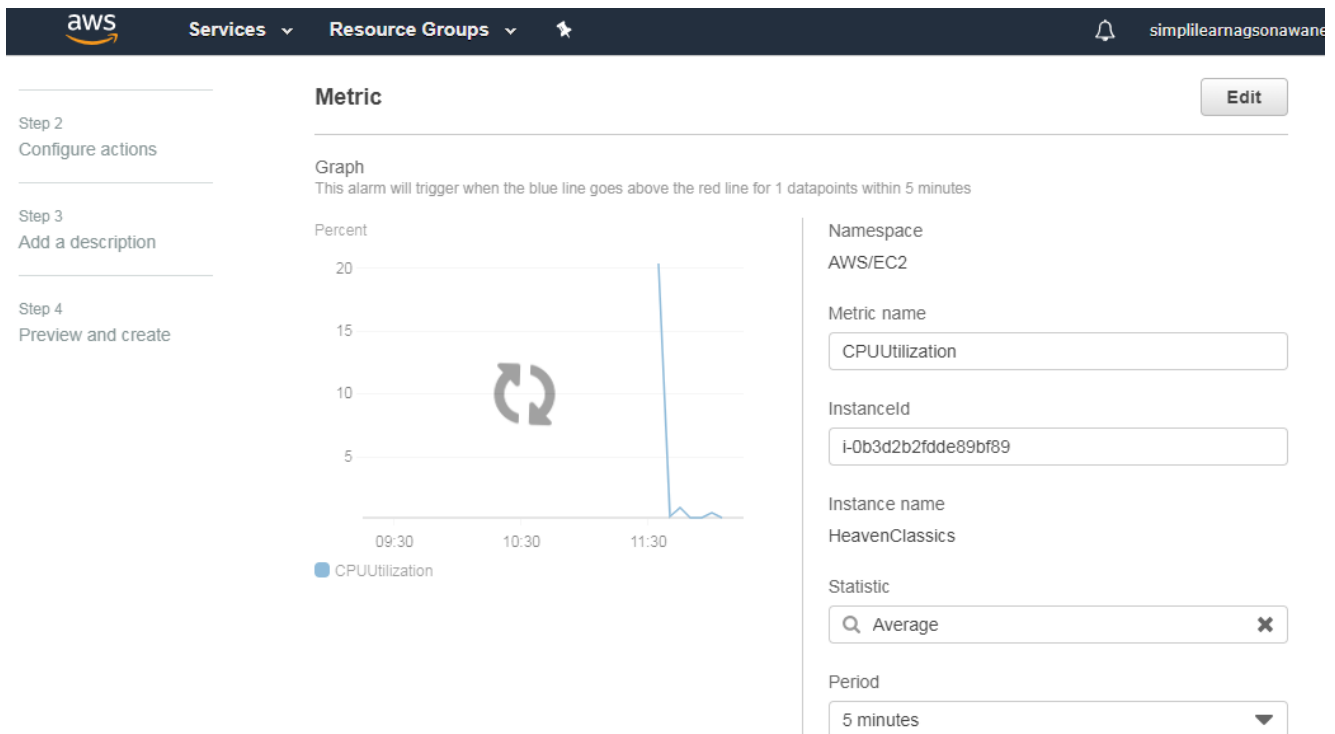 aws Services Resource Groups simplilearnagsonawane
Step 2
Configure actions
Step 3
Add a description
Step 4
Preview and create
Metric
Edit
Graph
This alarm will trigger when the blue line goes above the red line for 1 datapoints within 5 minutes
Percent
20
15
10
5
09:30 10:30 11:30
CPUUtilization
Namespace
AWS/EC2
Metric name
CPUUtilization
InstanceId
i-0b3d2b2fdde89bf89
Instance name
HeavenClassics
Statistic
Average
Period
5 minutes